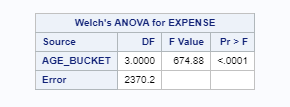 Welch's ANOVA for EXPENSE
Source DF F Value Pr > F
AGE_BUCKET 3.0000 674.88 <.0001
Error 2370.2